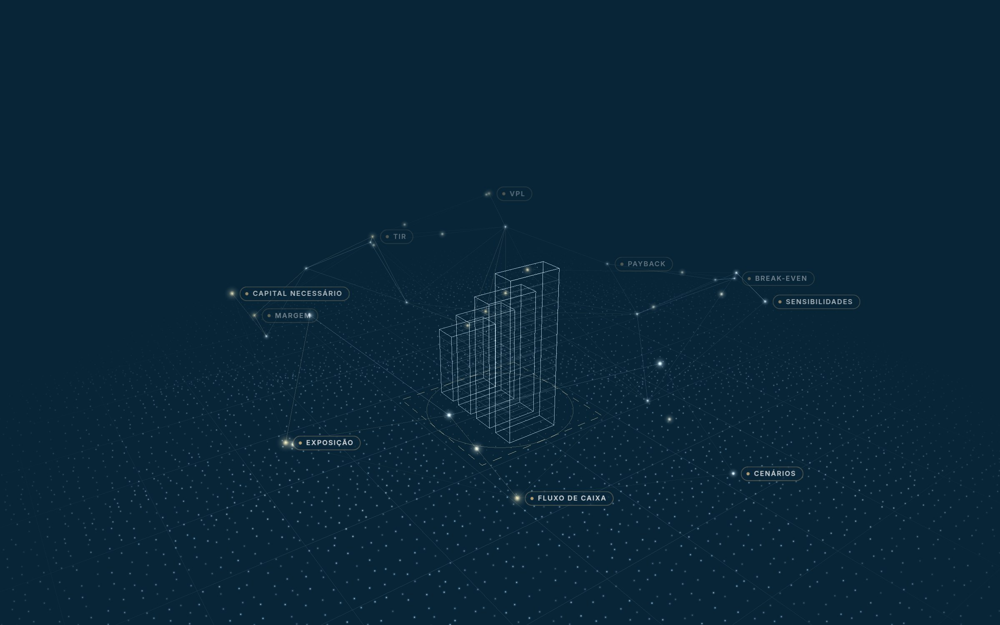 VPL
TIR
PAYBACK
BREAK-EVEN
CAPITAL NECESSÁRIO
SENSIBILIDADES
MARGEM
EXPOSIÇÃO
CENÁRIOS
FLUXO DE CAIXA